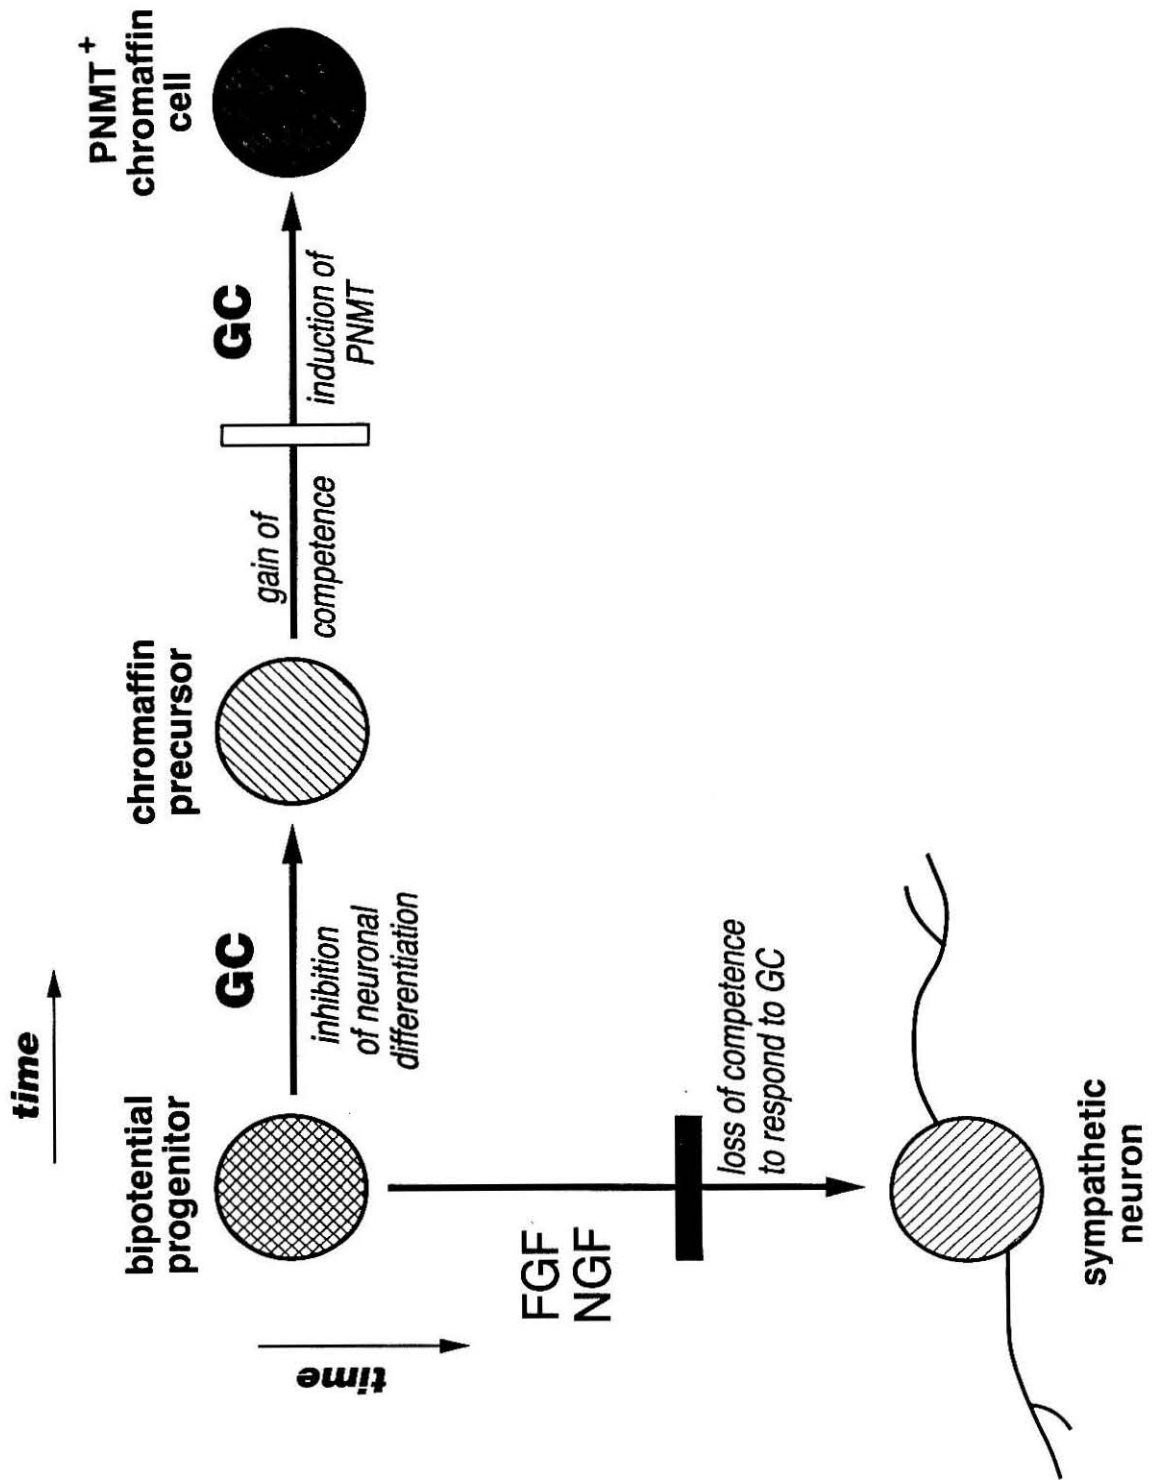 time
bipotential
progenitor
GC
inhibition
of neuronal
differentiation
chromaffin
precursor
gain of
competence
GC
induction of
PNMT
PNMT+
chromaffin
cell
time
FGF
NGF
loss of competence
to respond to GC
sympathetic
neuron